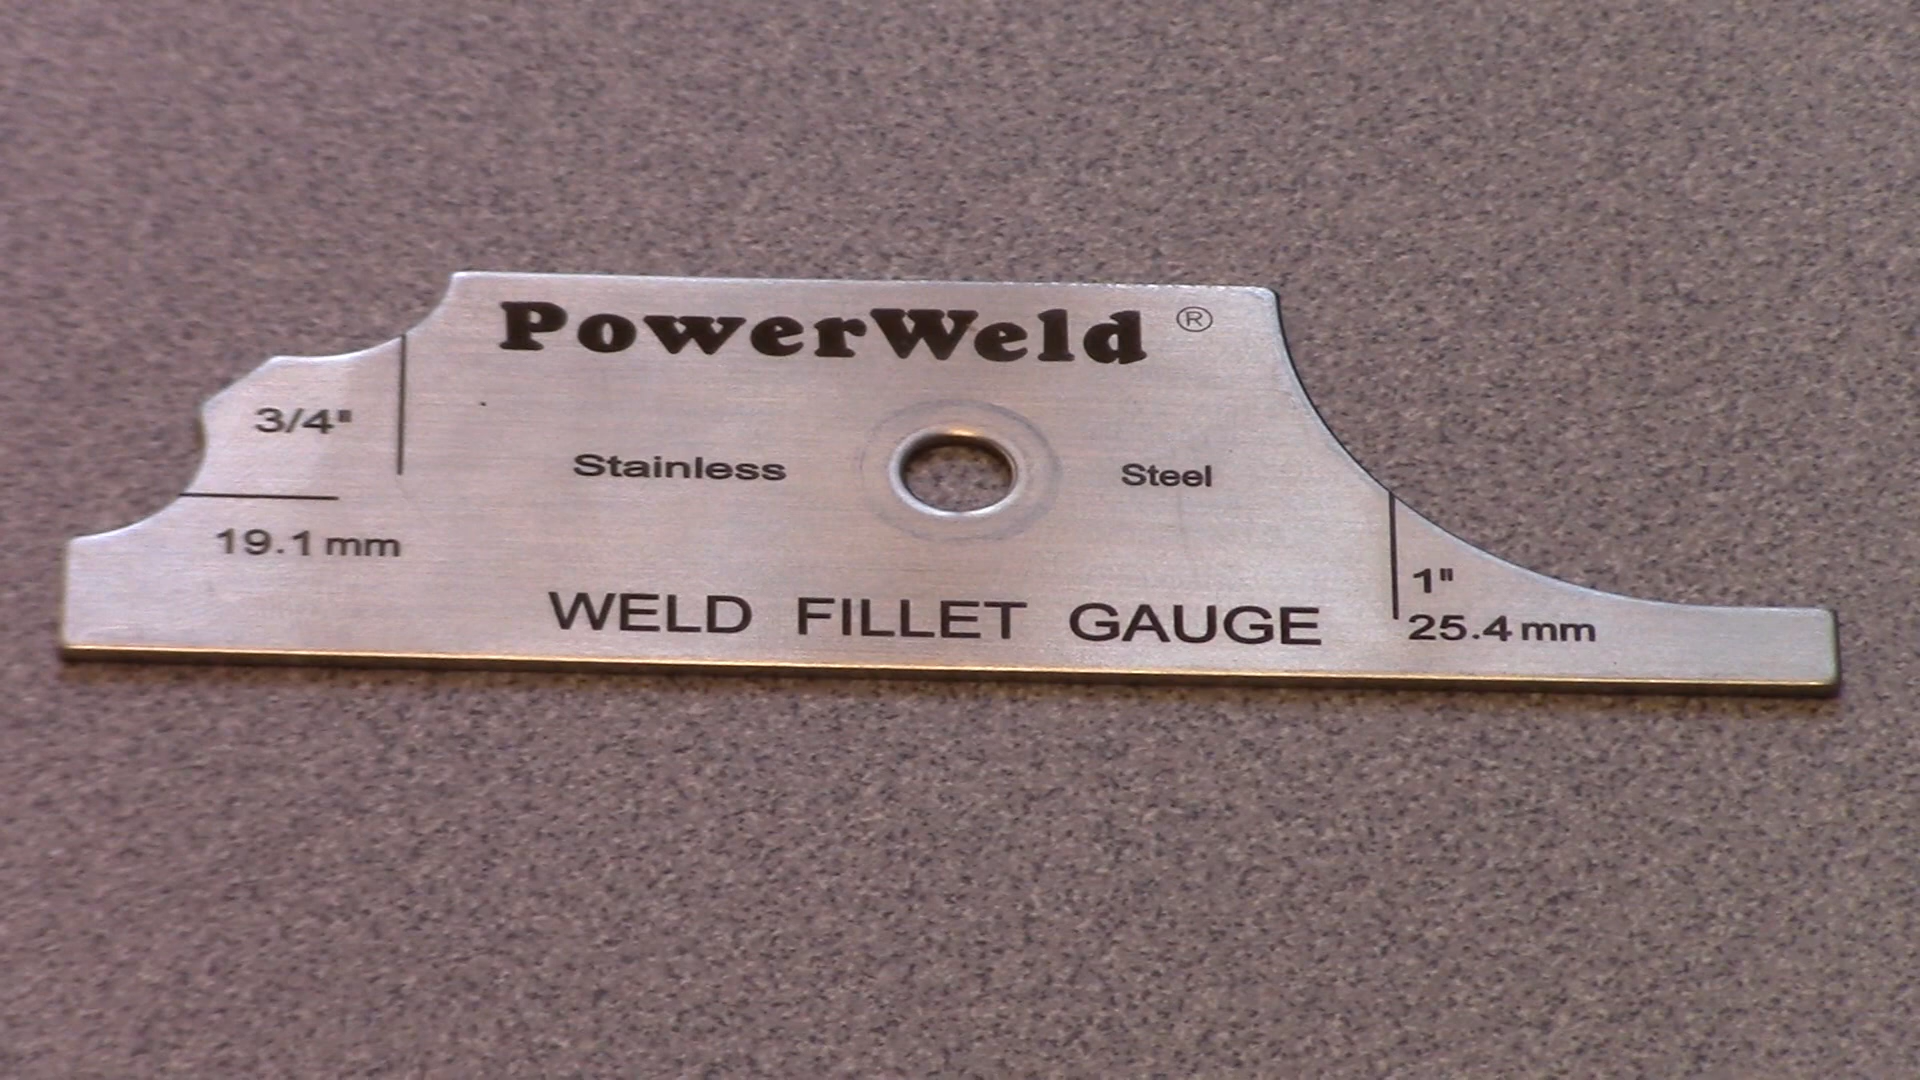 PowerWeld ®
3/4"
Stainless Steel
19.1 mm
WELD FILLET GAUGE
1"
25.4 mm